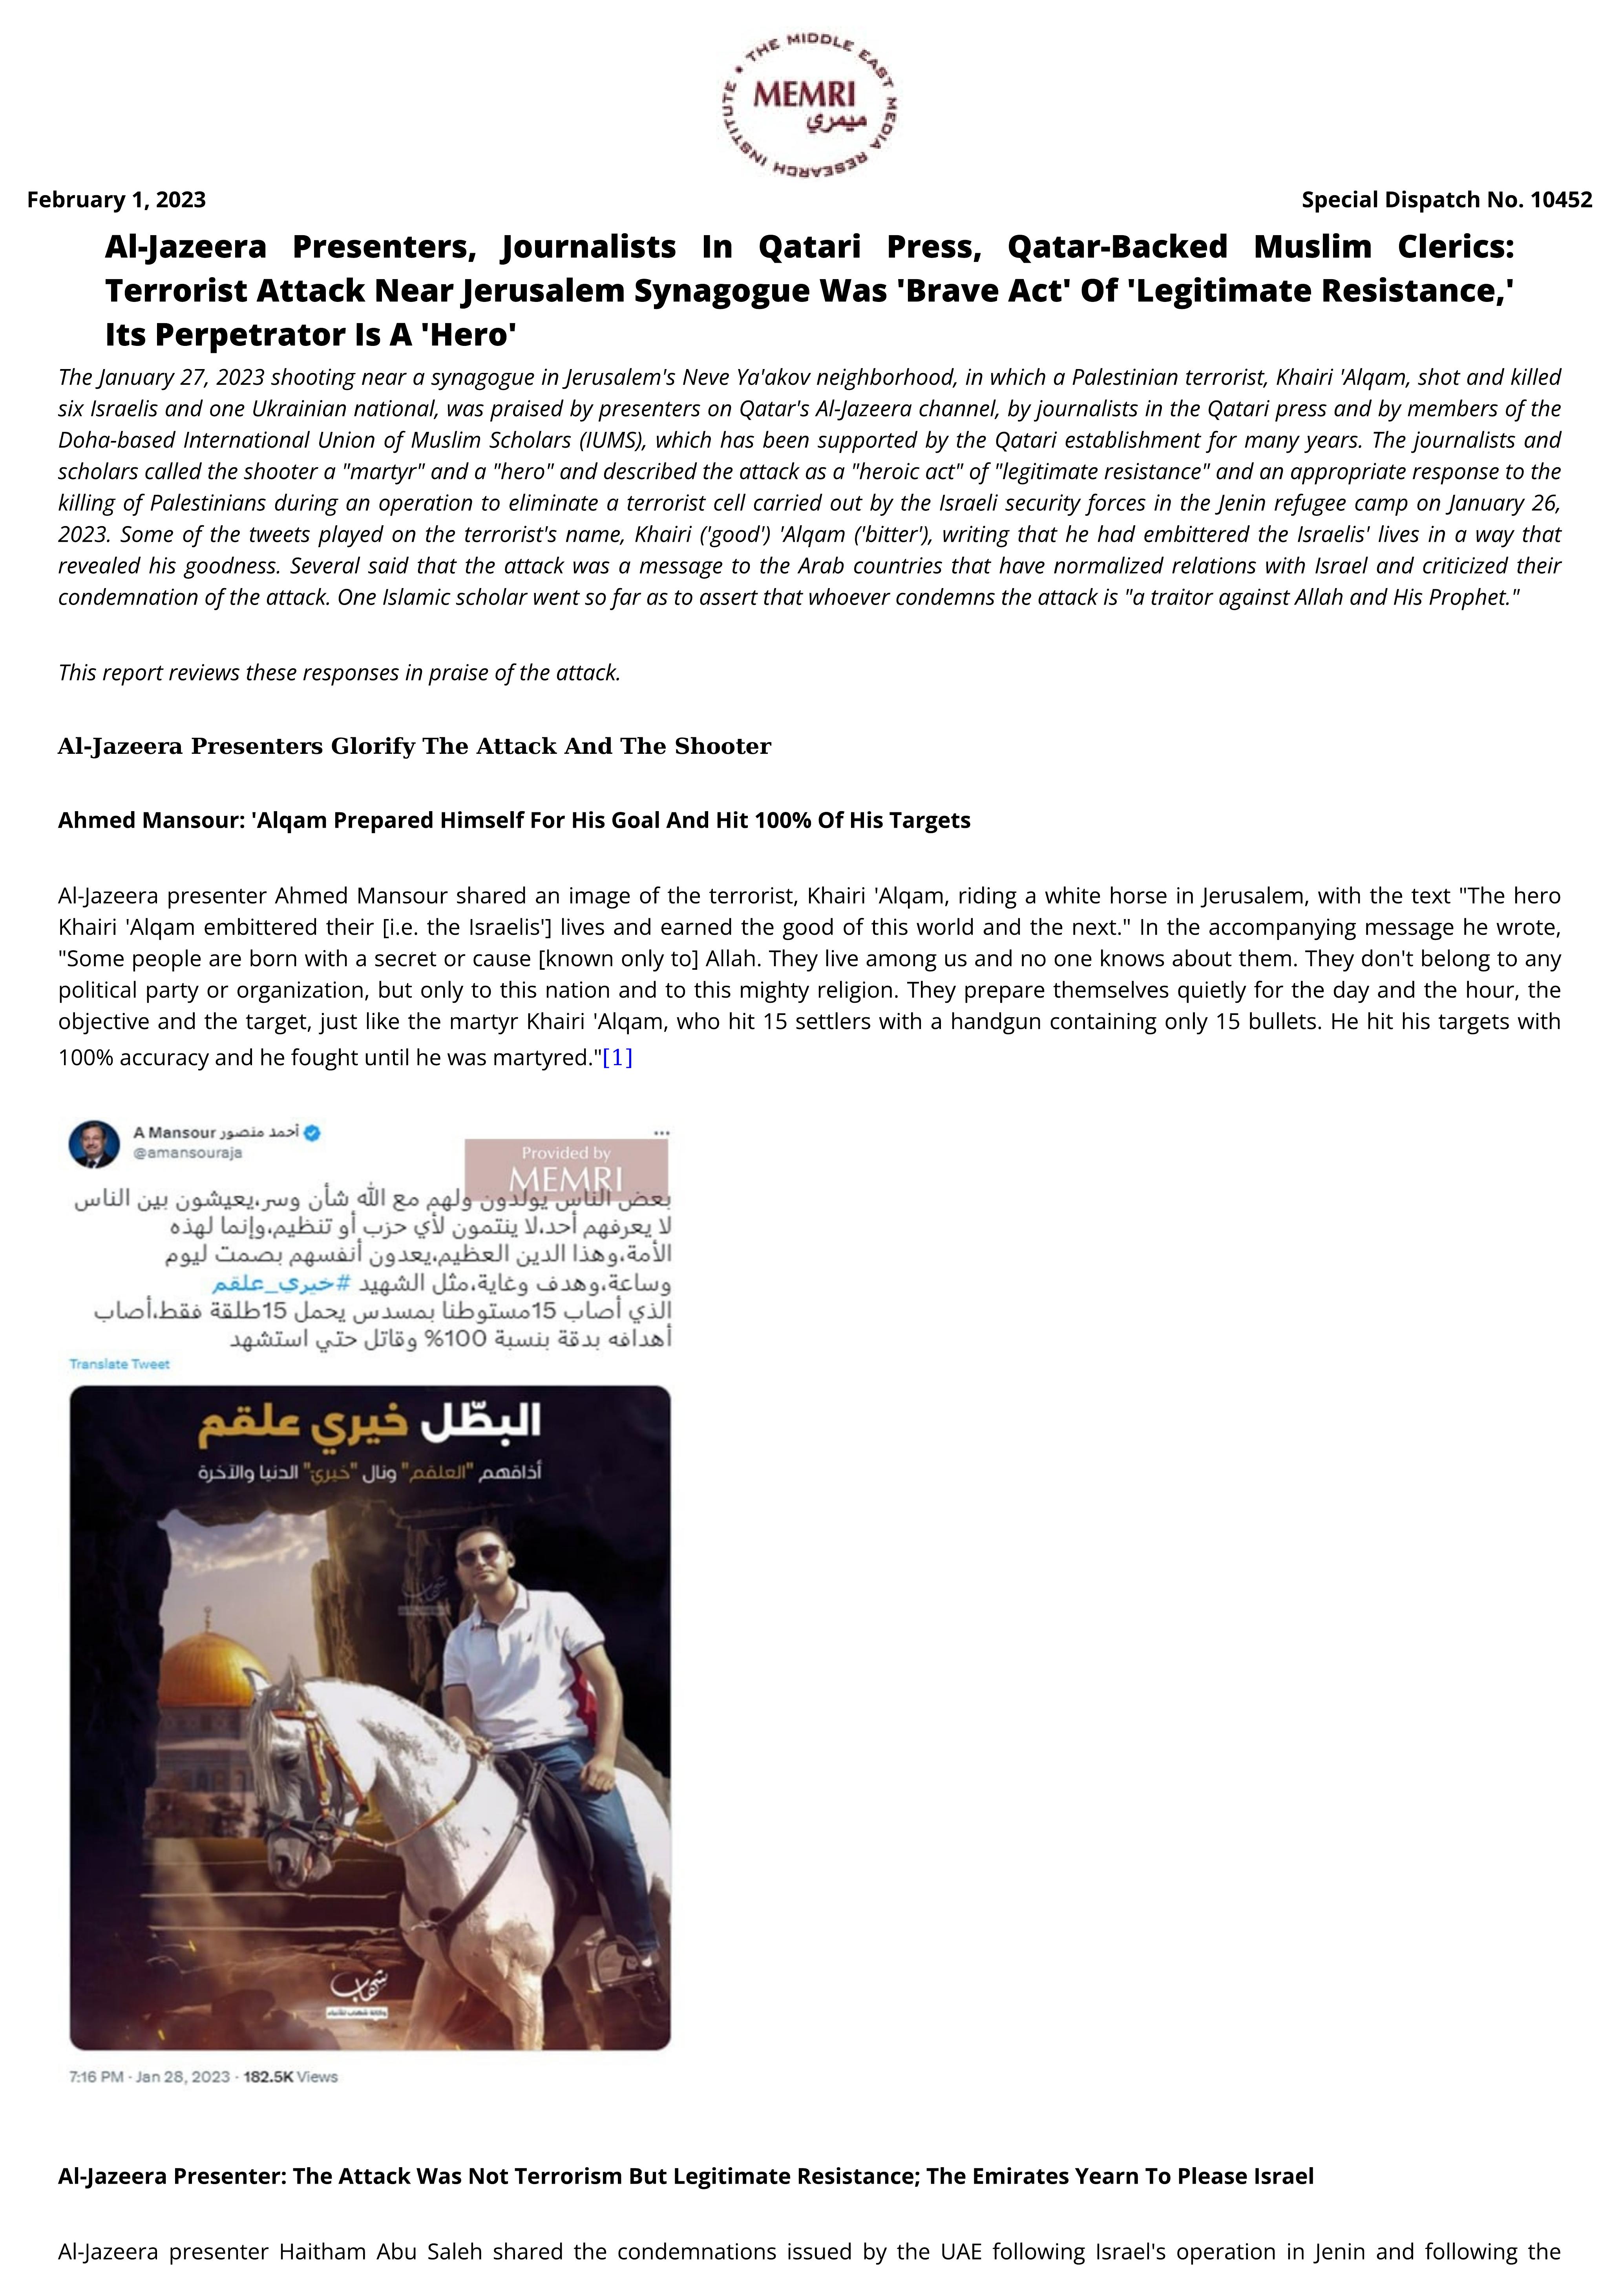 THE MIDDLE EAST MEDIA RESEARCH INSTITUTE
MEMRI
ميمري
February 1, 2023
Special Dispatch No. 10452
Al-Jazeera Presenters, Journalists In Qatari Press, Qatar-Backed Muslim Clerics:
Terrorist Attack Near Jerusalem Synagogue Was 'Brave Act' Of 'Legitimate Resistance,'
Its Perpetrator Is A 'Hero'
The January 27, 2023 shooting near a synagogue in Jerusalem's Neve Ya'akov neighborhood, in which a Palestinian terrorist, Khairi 'Alqam, shot and killed
six Israelis and one Ukrainian national, was praised by presenters on Qatar's Al-Jazeera channel, by journalists in the Qatari press and by members of the
Doha-based International Union of Muslim Scholars (IUMS), which has been supported by the Qatari establishment for many years. The journalists and
scholars called the shooter a "martyr" and a "hero" and described the attack as a "heroic act" of "legitimate resistance" and an appropriate response to the
killing of Palestinians during an operation to eliminate a terrorist cell carried out by the Israeli security forces in the Jenin refugee camp on January 26,
2023. Some of the tweets played on the terrorist's name, Khairi ('good') 'Alqam ('bitter'), writing that he had embittered the Israelis' lives in a way that
revealed his goodness. Several said that the attack was a message to the Arab countries that have normalized relations with Israel and criticized their
condemnation of the attack. One Islamic scholar went so far as to assert that whoever condemns the attack is "a traitor against Allah and His Prophet."
This report reviews these responses in praise of the attack.
Al-Jazeera Presenters Glorify The Attack And The Shooter
Ahmed Mansour: 'Alqam Prepared Himself For His Goal And Hit 100% Of His Targets
Al-Jazeera presenter Ahmed Mansour shared an image of the terrorist, Khairi 'Alqam, riding a white horse in Jerusalem, with the text "The hero
Khairi 'Alqam embittered their [i.e. the Israelis'] lives and earned the good of this world and the next." In the accompanying message he wrote,
"Some people are born with a secret or cause [known only to] Allah. They live among us and no one knows about them. They don't belong to any
political party or organization, but only to this nation and to this mighty religion. They prepare themselves quietly for the day and the hour, the
objective and the target, just like the martyr Khairi 'Alqam, who hit 15 settlers with a handgun containing only 15 bullets. He hit his targets with
100% accuracy and he fought until he was martyred."[1]
A Mansour أحمد منصور
@amansouraja
Provided by
MEMRI
بعض الناس يولدون ولهم مع الله شأن وسر،يعيشون بين الناس
لا يعرفهم أحد،لا ينتمون لأي حزب أو تنظيم،وإنما لهذه
الأمة،وهذا الدين العظيم،يعدون أنفسهم بصمت ليوم
وساعة،وهدف وغاية،مثل الشهيد #خيري_علقم
الذي أصاب 15مستوطنا بمسدس يحمل 15طلقة فقط،أصاب
أهدافه بدقة بنسبة 100% وقاتل حتي استشهد
Translate Tweet
البطّل خيري علقم
أذاقهم "العلقم" ونال "خيريّ" الدنيا والآخرة
شهاب
وكالة شهاب للأنباء
7:16 PM · Jan 28, 2023 · 182.5K Views
Al-Jazeera Presenter: The Attack Was Not Terrorism But Legitimate Resistance; The Emirates Yearn To Please Israel
Al-Jazeera presenter Haitham Abu Saleh shared the condemnations issued by the UAE following Israel's operation in Jenin and following the